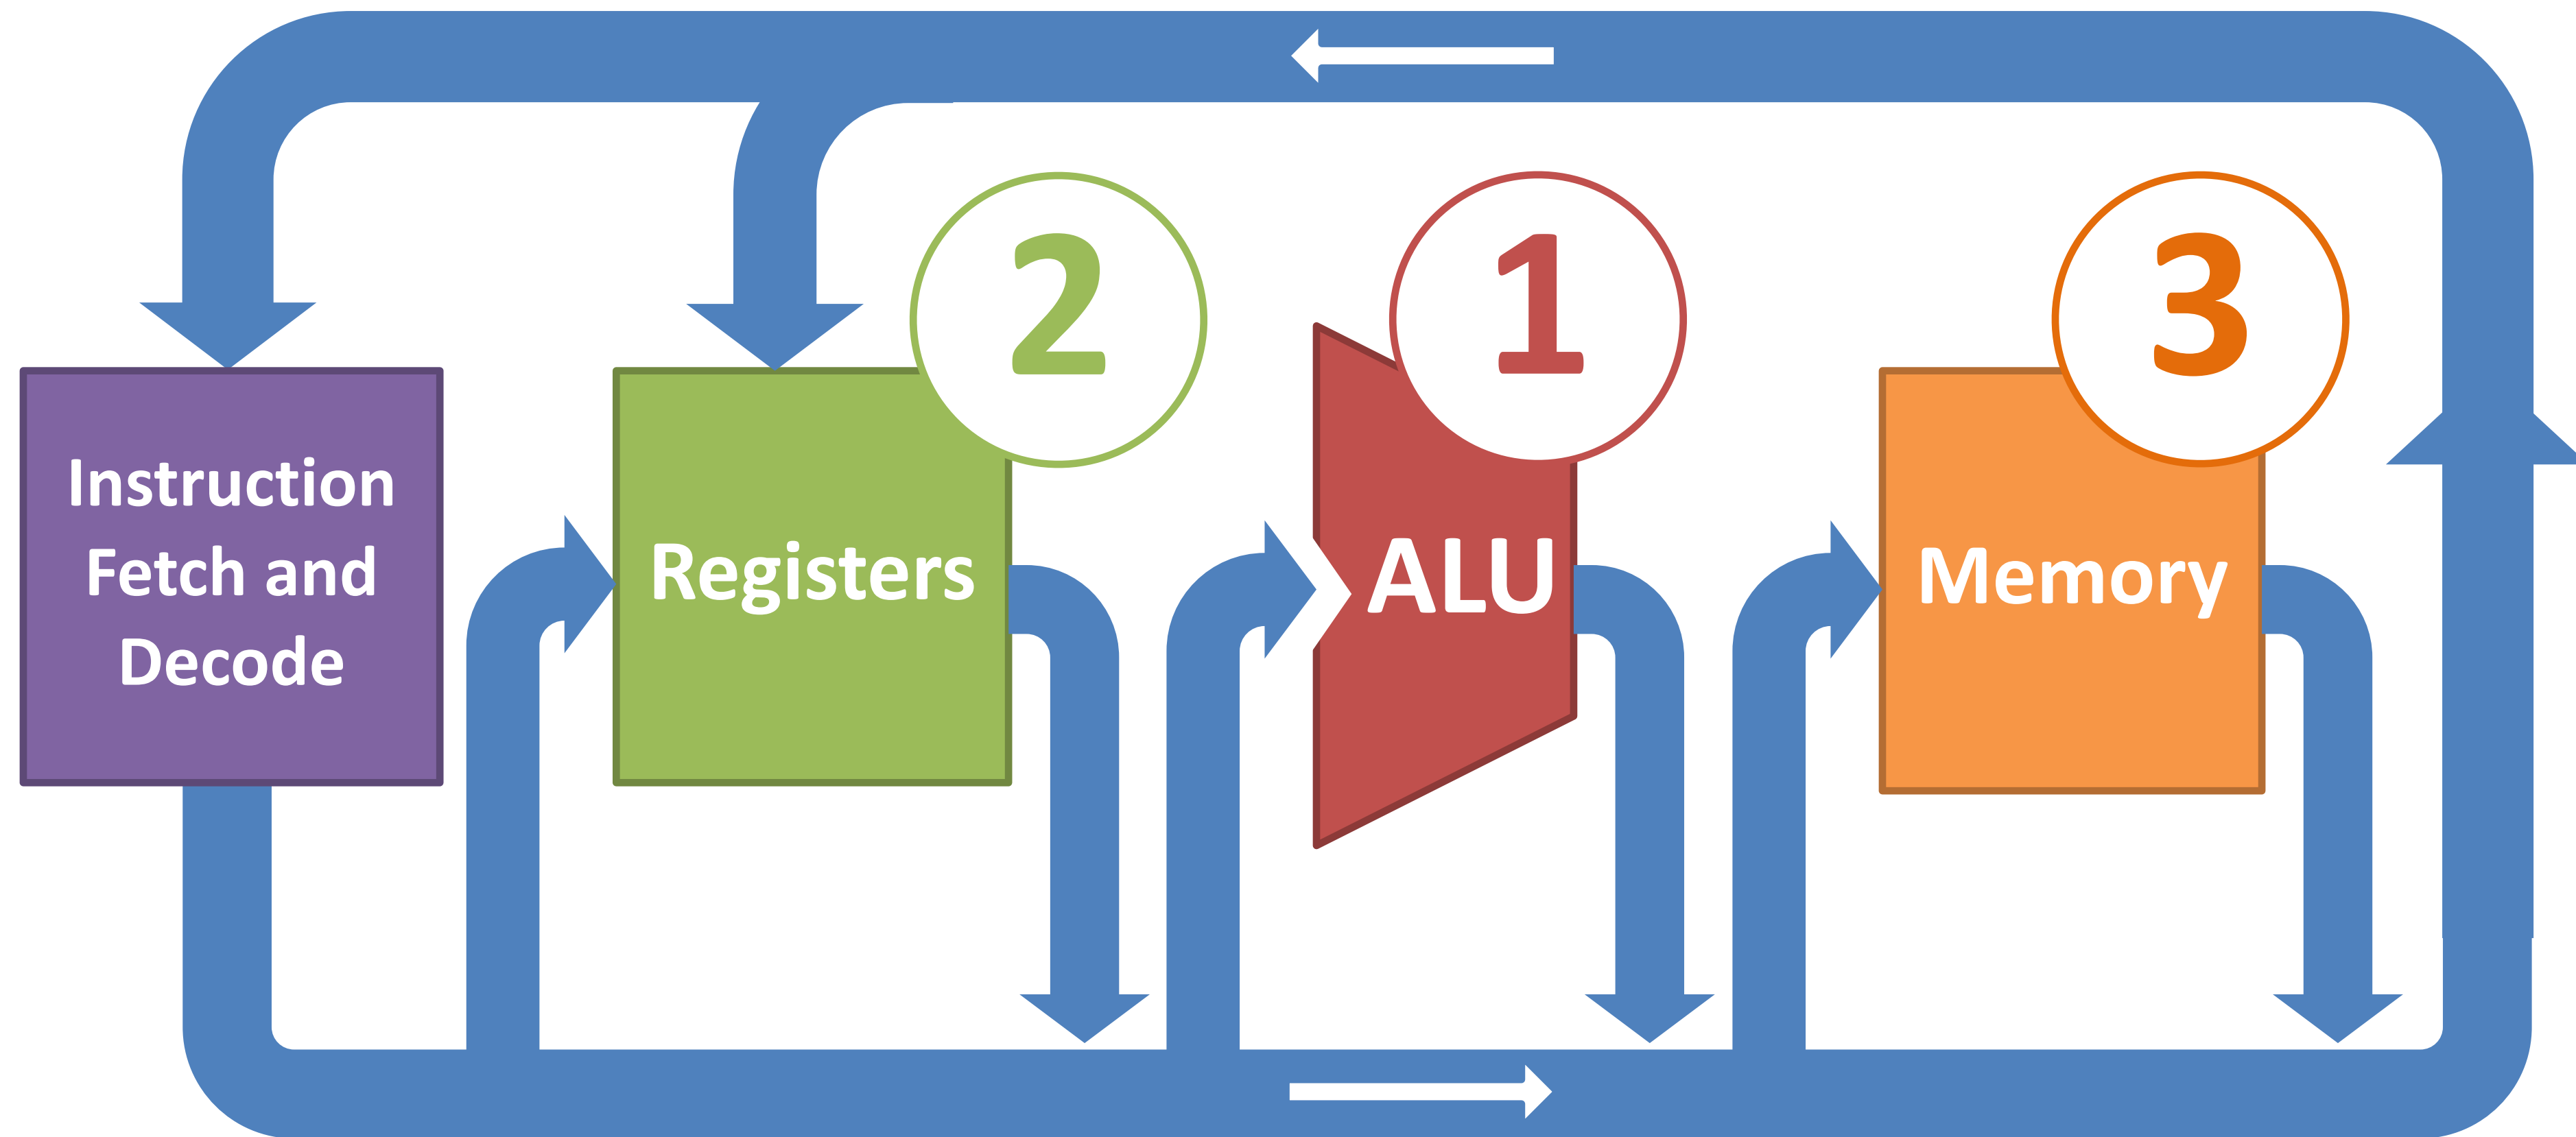 2
1
3
Instruction
Fetch and
Decode
Registers
ALU
Memory